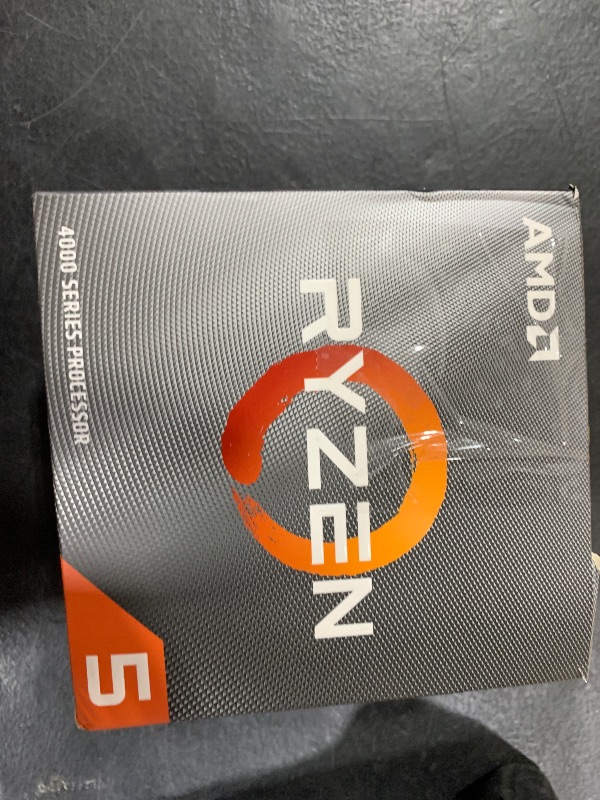 AMD
RYZEN
4000 SERIES PROCESSOR
5